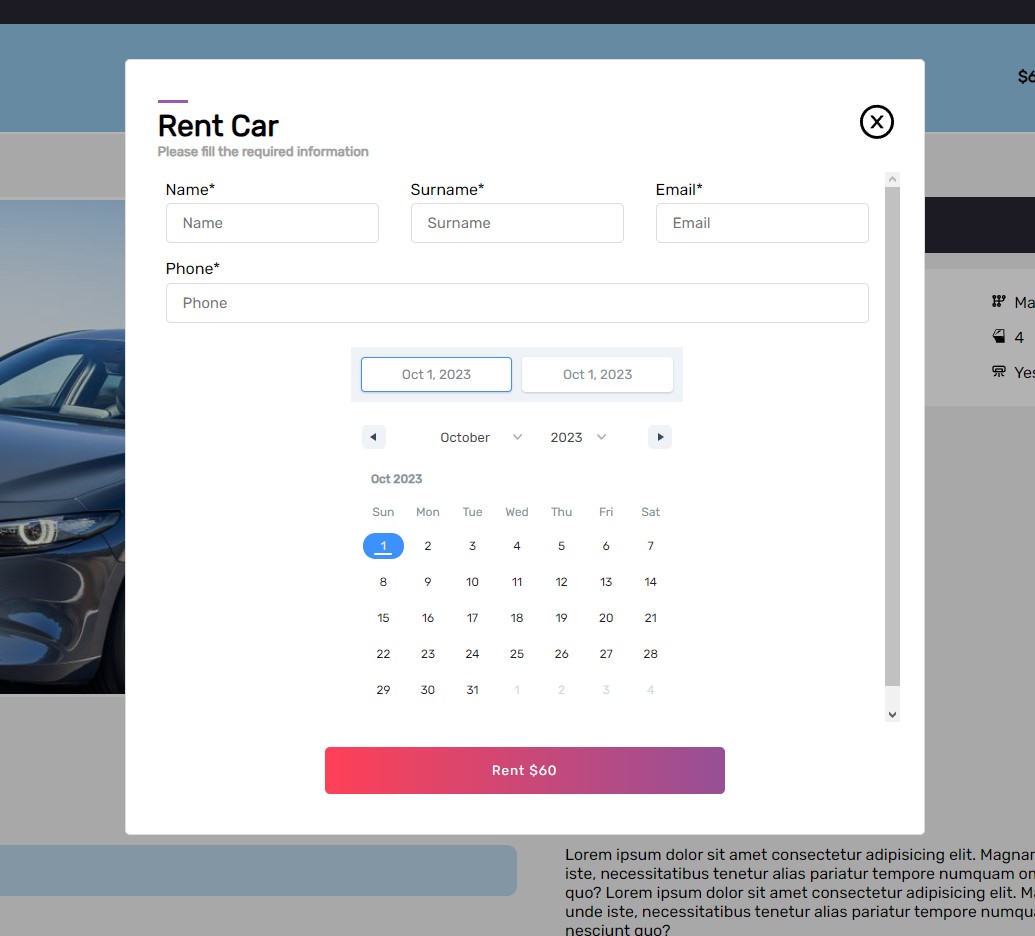 $6
Rent Car
X
Please fill the required information
Name* Surname* Email*
Name Surname Email
Phone*
Phone
Ma
4
Yes
Oct 1, 2023 Oct 1, 2023
October 2023
Oct 2023
Sun Mon Tue Wed Thu Fri Sat
1 2 3 4 5 6 7
8 9 10 11 12 13 14
15 16 17 18 19 20 21
22 23 24 25 26 27 28
29 30 31 1 2 3 4
Rent $60
Lorem ipsum dolor sit amet consectetur adipisicing elit. Magnam
iste, necessitatibus tenetur alias pariatur tempore numquam on
quo? Lorem ipsum dolor sit amet consectetur adipisicing elit. Ma
unde iste, necessitatibus tenetur alias pariatur tempore numqu
nesciunt quo?